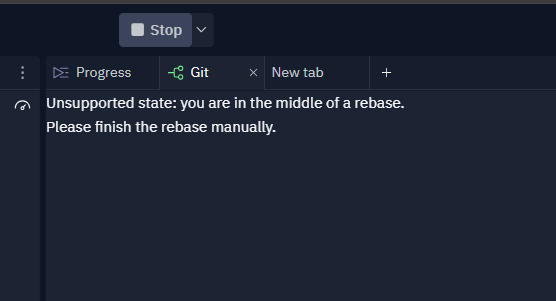 Stop
Progress
Git
New tab
Unsupported state: you are in the middle of a rebase.
Please finish the rebase manually.